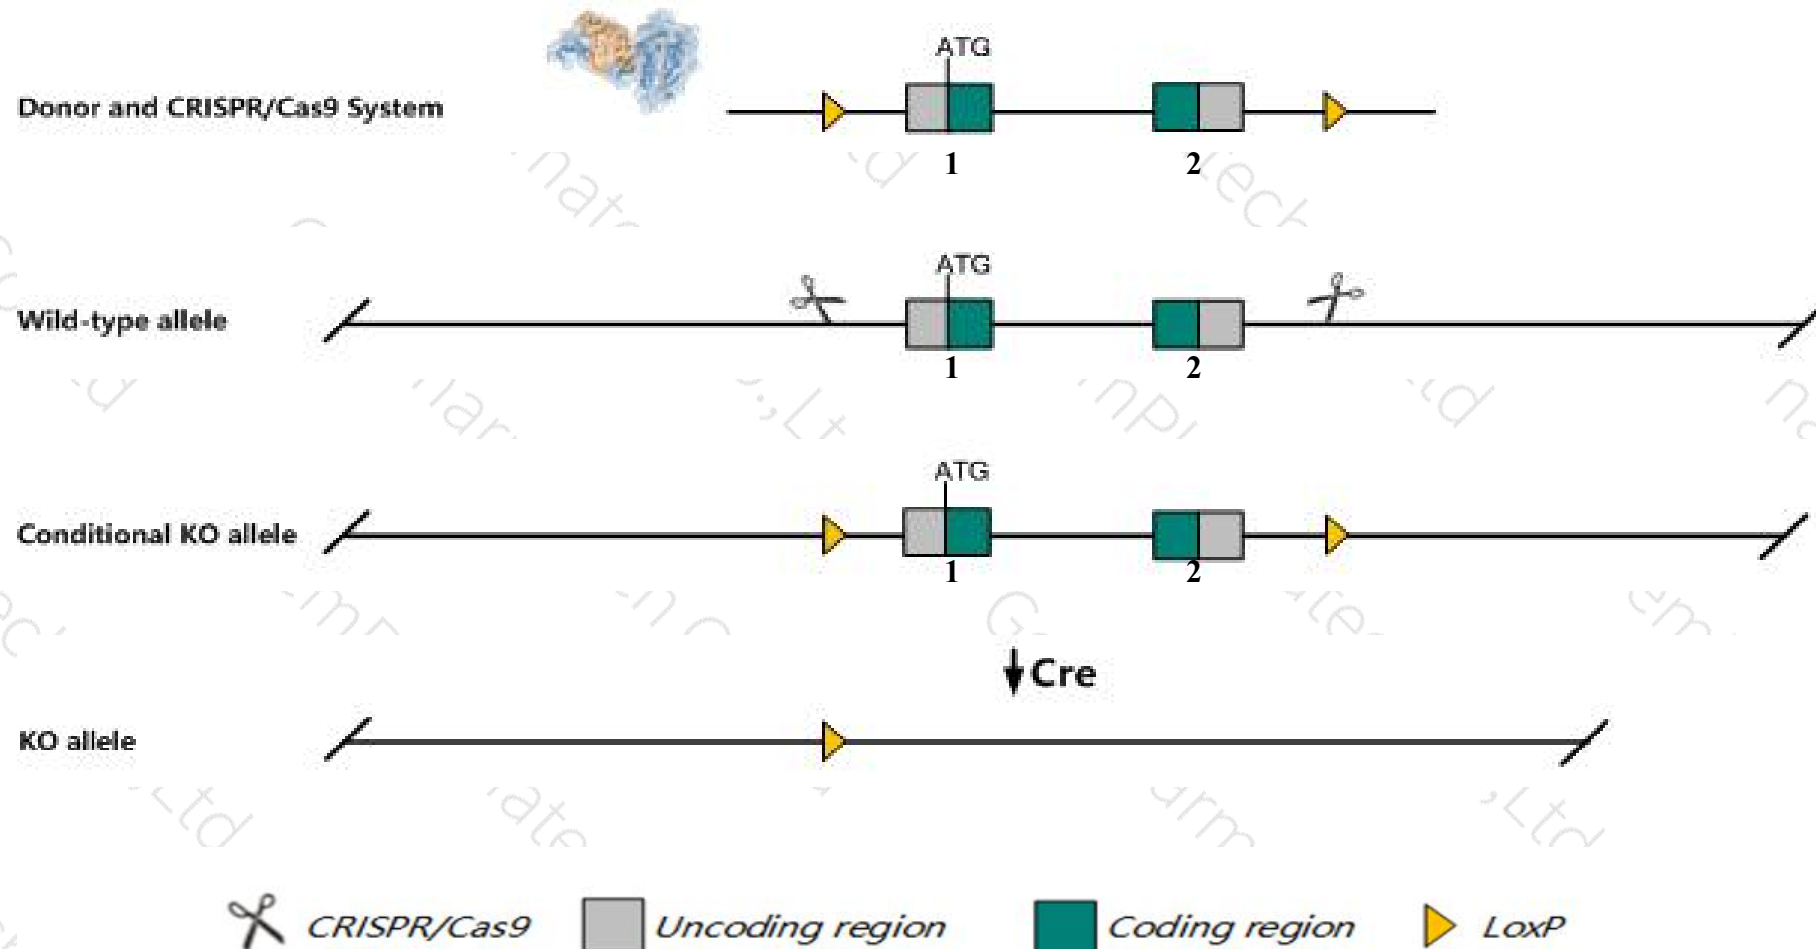 ATG
Donor and CRISPR/Cas9 System
1 2
ATG
Wild-type allele
1 2
ATG
Conditional KO allele
1 2
Cre
KO allele
CRISPR/Cas9 Uncoding region Coding region LoxP